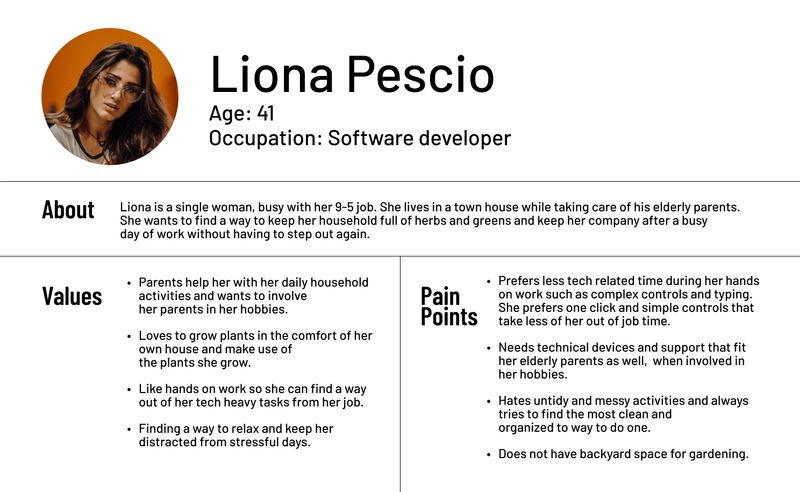 Liona Pescio
Age: 41
Occupation: Software developer
About
Liona is a single woman, busy with her 9-5 job. She lives in a town house while taking care of his elderly parents.
She wants to find a way to keep her household full of herbs and greens and keep her company after a busy
day of work without having to step out again.
Values
• Parents help her with her daily household
activities and wants to involve
her parents in her hobbies.
• Loves to grow plants in the comfort of her
own house and make use of
the plants she grow.
• Like hands on work so she can find a way
out of her tech heavy tasks from her job.
• Finding a way to relax and keep her
distracted from stressful days.
Pain
Points
• Prefers less tech related time during her hands
on work such as complex controls and typing.
She prefers one click and simple controls that
take less of her out of job time.
• Needs technical devices and support that fit
her elderly parents as well, when involved in
her hobbies.
• Hates untidy and messy activities and always
tries to find the most clean and
organized to way to do one.
• Does not have backyard space for gardening.